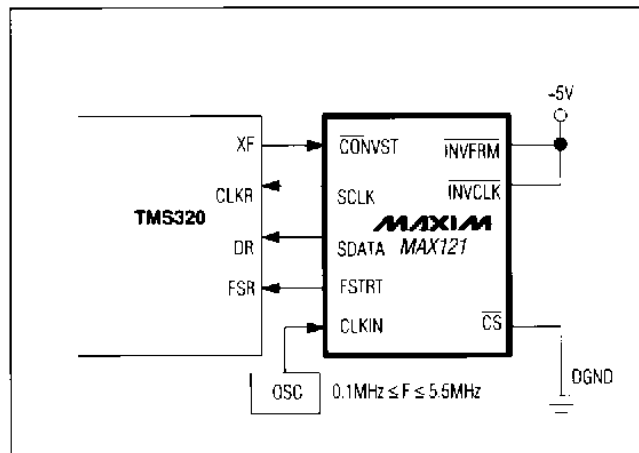 -5V
XF
CONVST
INVFRM
CLKR
SCLK
INVCLK
TMS320
MAXIM
DR
SDATA
MAX121
FSR
FSTRT
CLKIN
CS
OSC
0.1MHz ≤ F ≤ 5.5MHz
DGND